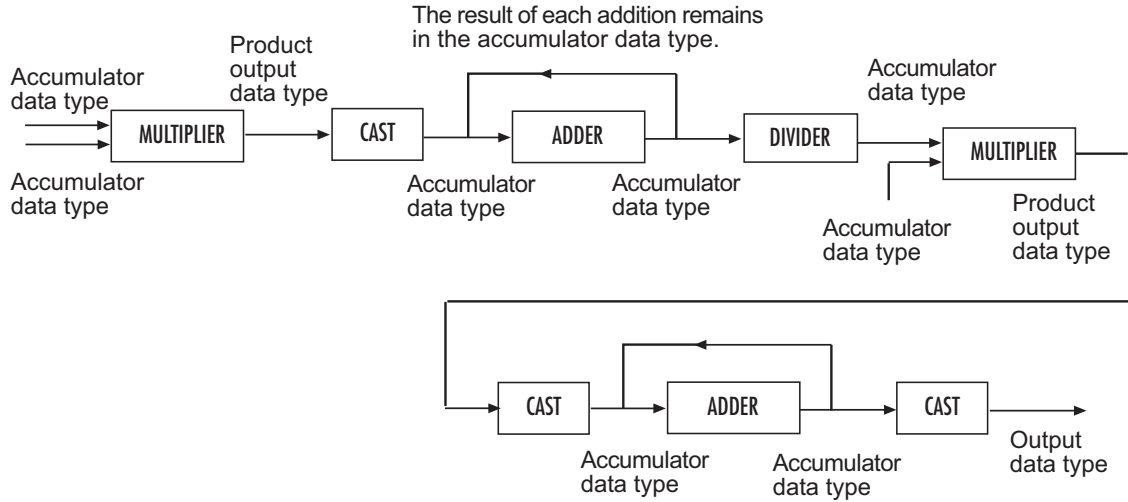 The result of each addition remains
in the accumulator data type.
Accumulator
data type
Product
output
data type
Accumulator
data type
MULTIPLIER
CAST
ADDER
DIVIDER
MULTIPLIER
Accumulator
data type
Accumulator
data type
Accumulator
data type
Accumulator
data type
Product
output
data type
CAST
ADDER
CAST
Accumulator
data type
Accumulator
data type
Output
data type